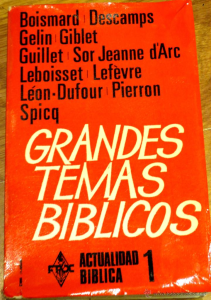 Boismard | Descamps
Gelin | Giblet
Guillet | Sor Jeanne d'Arc
Leboisset | Lefèvre
Léon-Dufour | Pierron
Spicq
GRANDES
TEMAS
BIBLICOS
FAX
ACTUALIDAD
BIBLICA
1